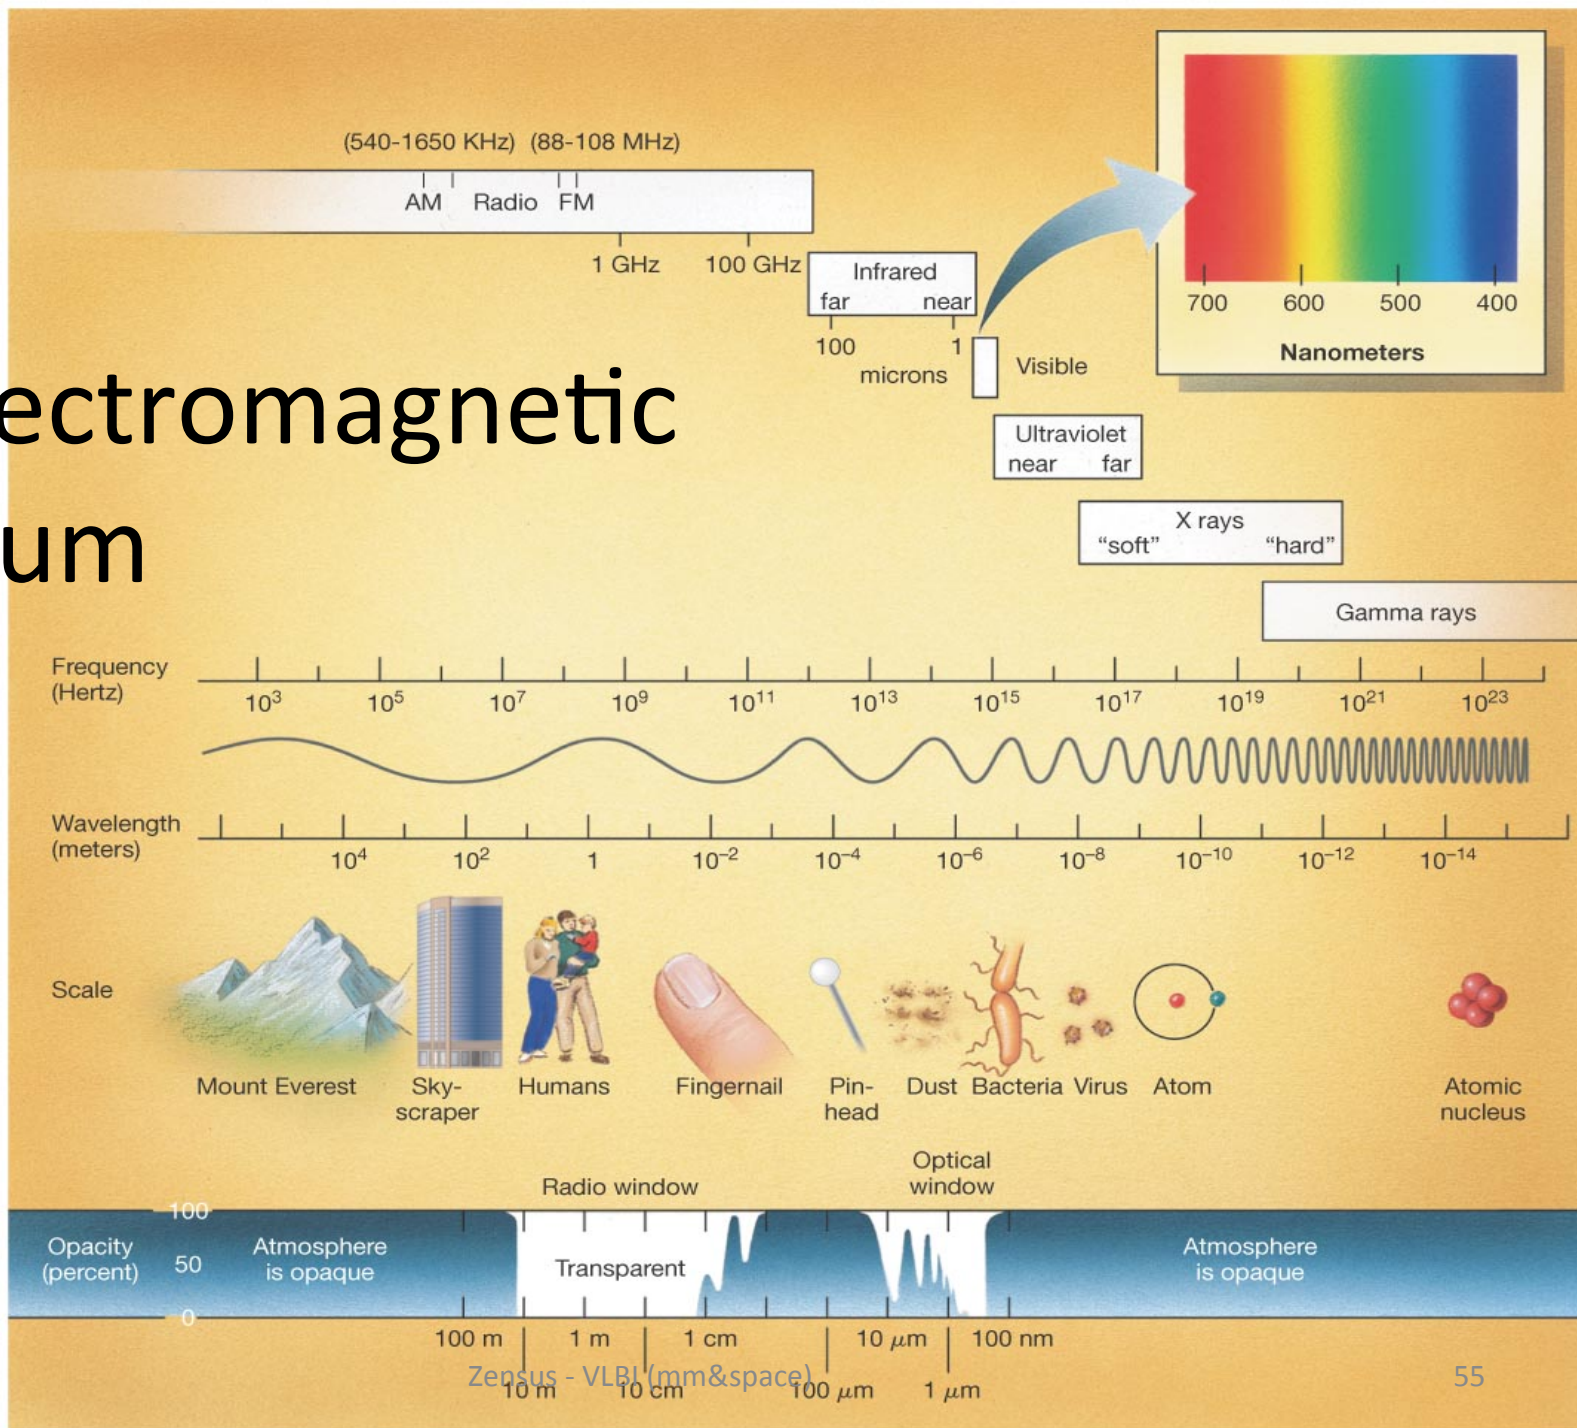 (540-1650 KHz) (88-108 MHz)
AM Radio FM
1 GHz 100 GHz
Infrared
far near
100 1
microns
Visible
700 600 500 400
Nanometers
ectromagnetic
um
Ultraviolet
near far
X rays
“soft” “hard”
Gamma rays
Frequency
(Hertz)
10³ 10⁵ 10⁷ 10⁹ 10¹¹ 10¹³ 10¹⁵ 10¹⁷ 10¹⁹ 10²¹ 10²³
Wavelength
(meters)
10⁴ 10² 1 10⁻² 10⁻⁴ 10⁻⁶ 10⁻⁸ 10⁻¹⁰ 10⁻¹² 10⁻¹⁴
Scale
Mount Everest
Sky-
scraper
Humans
Fingernail
Pin-
head
Dust
Bacteria
Virus
Atom
Atomic
nucleus
Radio window
Optical
window
Opacity
(percent)
100
50
0
Atmosphere
is opaque
Transparent
Atmosphere
is opaque
100 m 1 m 1 cm 10 μm 100 nm
10 m 10 cm 100 μm 1 μm
Zensus - VLBI (mm&space)
55